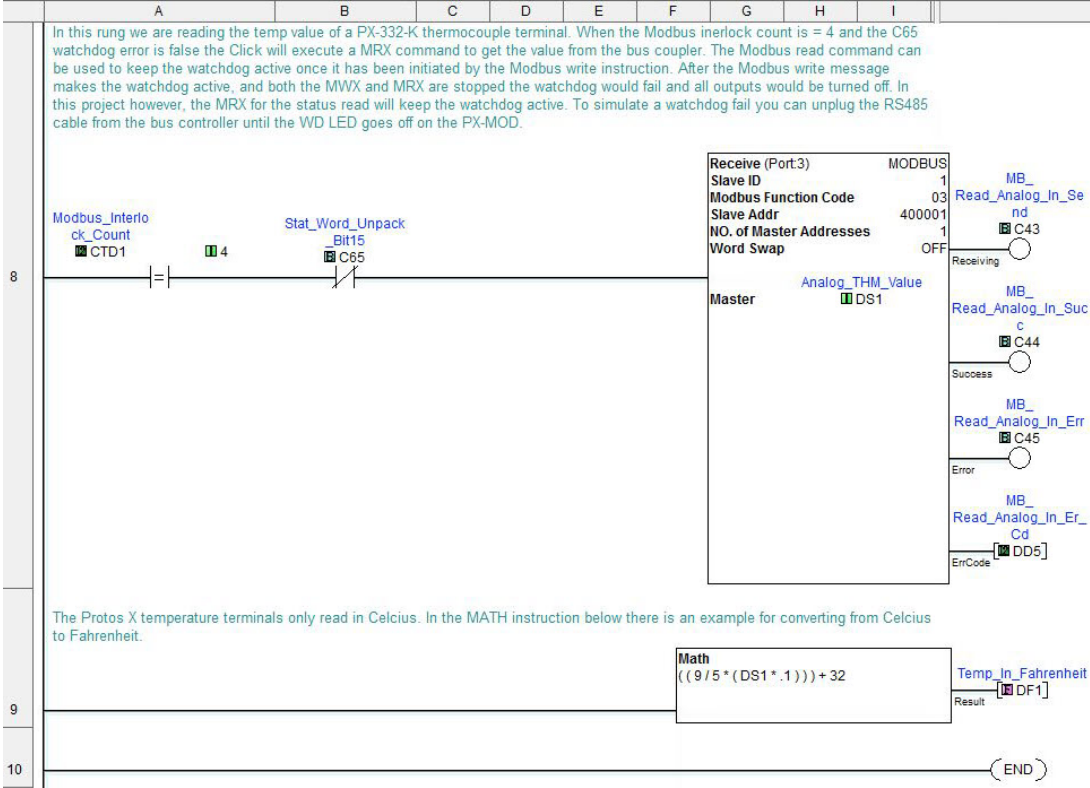 A B C D E F G H I
In this rung we are reading the temp value of a PX-332-K thermocouple terminal. When the Modbus inerlock count is = 4 and the C65
watchdog error is false the Click will execute a MRX command to get the value from the bus coupler. The Modbus read command can
be used to keep the watchdog active once it has been initiated by the Modbus write instruction. After the Modbus write message
makes the watchdog active, and both the MWX and MRX are stopped the watchdog would fail and all outputs would be turned off. In
this project however, the MRX for the status read will keep the watchdog active. To simulate a watchdog fail you can unplug the RS485
cable from the bus controller until the WD LED goes off on the PX-MOD.
8
Modbus_Interlo
ck_Count
CTD1
4
=
Stat_Word_Unpack
_Bit15
C65
Receive (Port:3) MODBUS
Slave ID 1
Modbus Function Code 03
Slave Addr 400001
NO. of Master Addresses 1
Word Swap OFF
Analog_THM_Value
Master DS1
MB_
Read_Analog_In_Se
nd
C43
Receiving
MB_
Read_Analog_In_Suc
c
C44
Success
MB_
Read_Analog_In_Err
C45
Error
MB_
Read_Analog_In_Er_
Cd
DD5
ErrCode
9
The Protos X temperature terminals only read in Celcius. In the MATH instruction below there is an example for converting from Celcius
to Fahrenheit.
Math
( ( 9 / 5 * ( DS1 * .1 ) ) ) + 32
Temp_In_Fahrenheit
DF1
Result
10
END